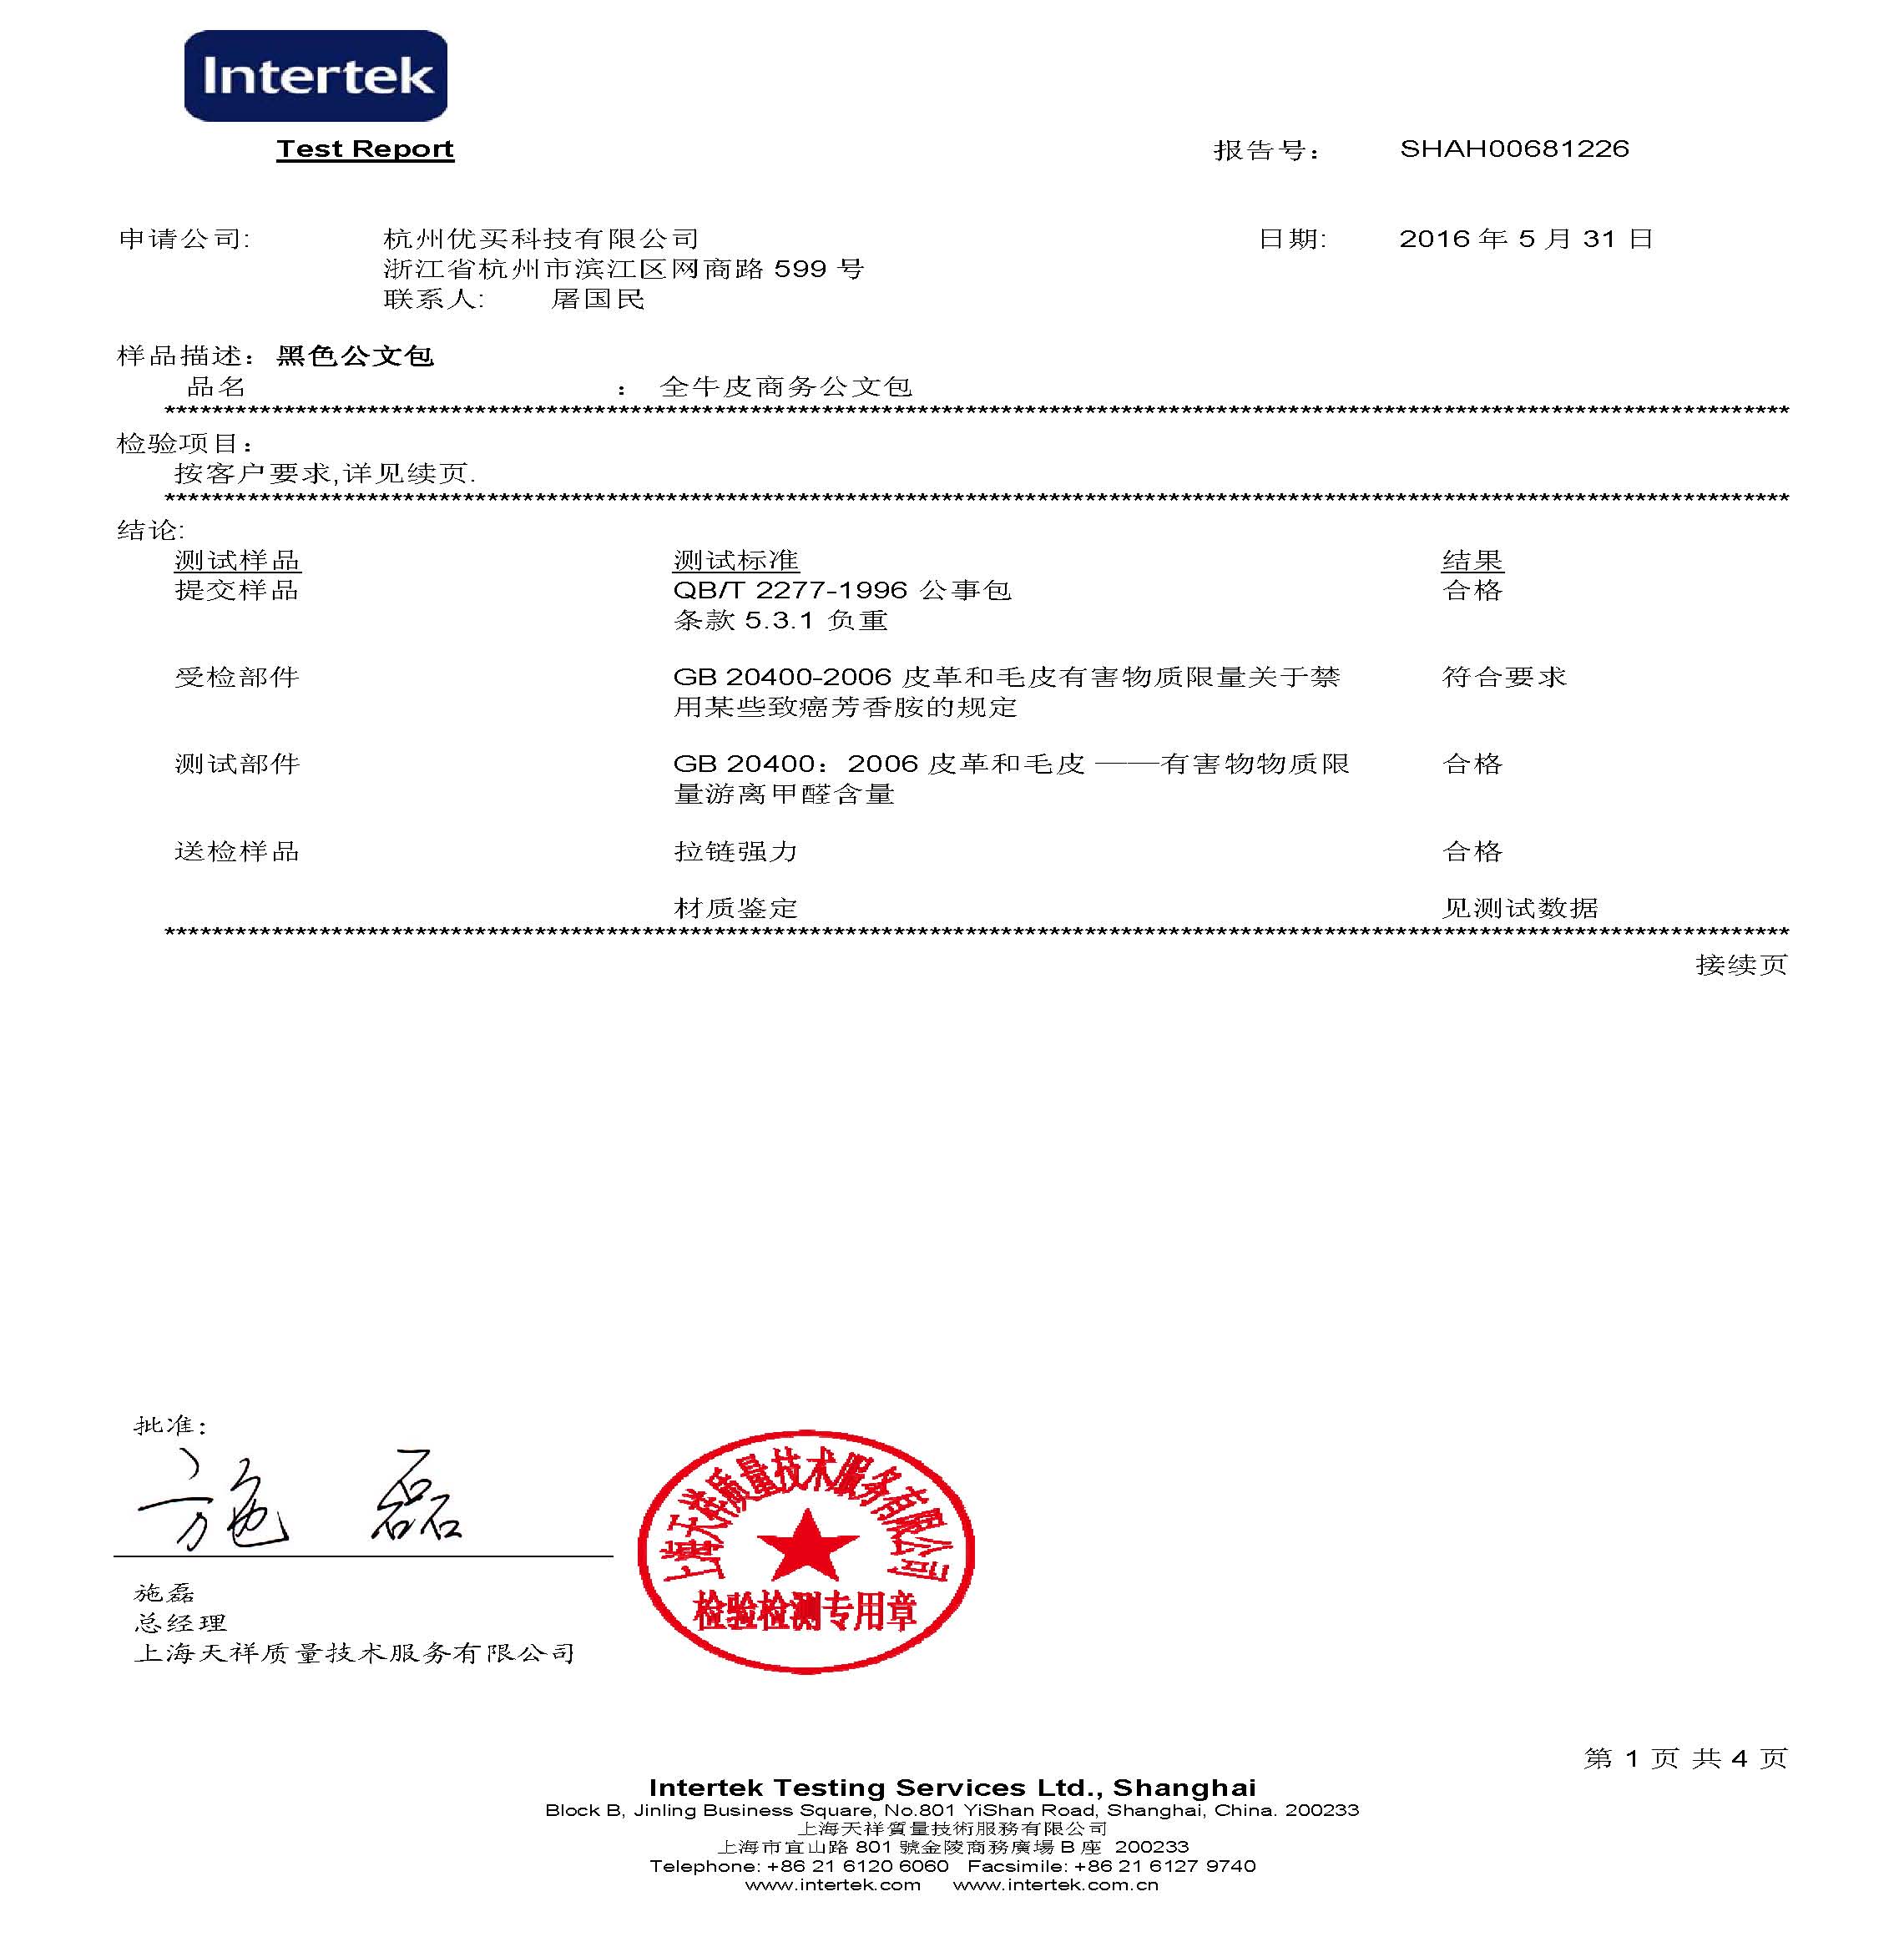 Intertek
Test Report
报告号： SHAH00681226
申请公司: 杭州优买科技有限公司 日期: 2016 年 5 月 31 日
浙江省杭州市滨江区网商路 599 号
联系人: 屠国民
样品描述：黑色公文包
品名 ： 全牛皮商务公文包
检验项目：
按客户要求,详见续页.
结论:
测试样品 测试标准 结果
提交样品 QB/T 2277-1996 公事包 合格
条款 5.3.1 负重
受检部件 GB 20400-2006 皮革和毛皮有害物质限量关于禁 符合要求
用某些致癌芳香胺的规定
测试部件 GB 20400：2006 皮革和毛皮 ——有害物物质限 合格
量游离甲醛含量
送检样品 拉链强力 合格
材质鉴定 见测试数据
接续页
批准：
施磊
上海天祥质量技术服务有限公司
检验检测专用章
施磊
总经理
上海天祥质量技术服务有限公司
第 1 页 共 4 页
Intertek Testing Services Ltd., Shanghai
Block B, Jinling Business Square, No.801 YiShan Road, Shanghai, China. 200233
上海天祥質量技術服務有限公司
上海市宜山路 801 號金陵商務廣場 B 座 200233
Telephone: +86 21 6120 6060 Facsimile: +86 21 6127 9740
www.intertek.com www.intertek.com.cn